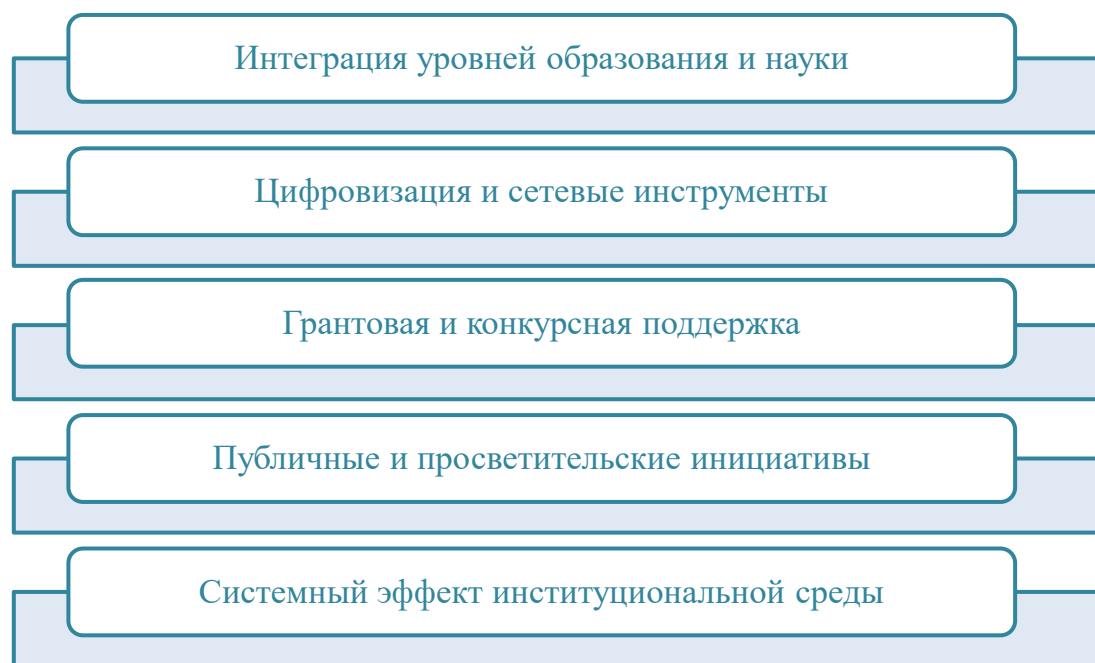 Интеграция уровней образования и науки
Цифровизация и сетевые инструменты
Грантовая и конкурсная поддержка
Публичные и просветительские инициативы
Системный эффект институциональной среды